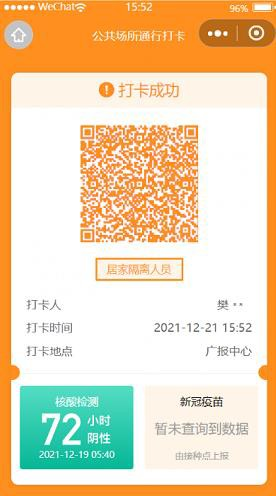 WeChat
15:52
96%
公共场所通行打卡
打卡成功
居家隔离人员
打卡人 樊 **
打卡时间 2021-12-21 15:52
打卡地点 广报中心
核酸检测
72 小时
阴性
2021-12-19 05:40
新冠疫苗
暂未查询到数据
由接种点上报